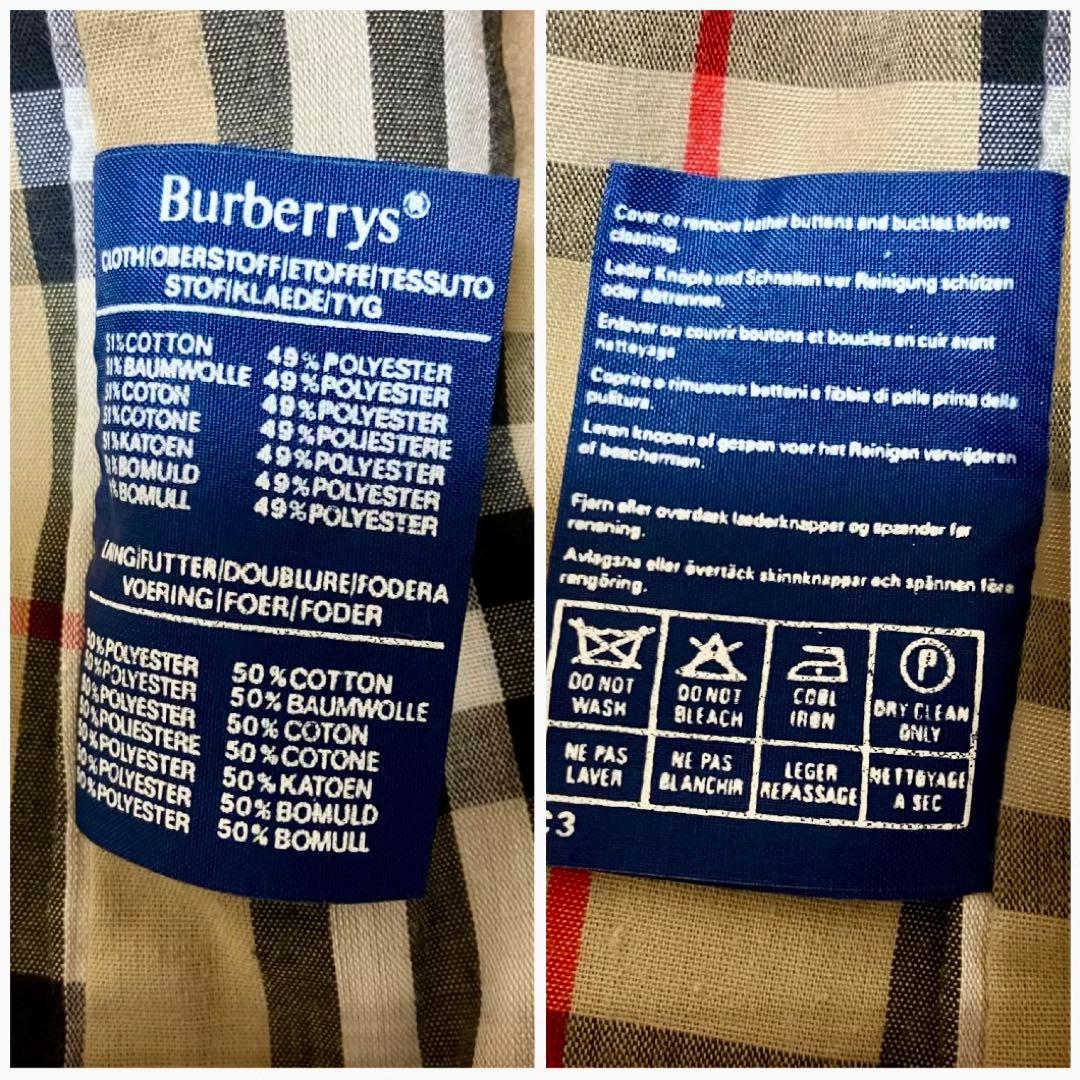 Burberrys®
CLOTH/OBERSTOFF/ETOFFE/TESSUTO
STOF/KLAEDE/TYG
51%COTTON 49%POLYESTER
51%BAUMWOLLE 49%POLYESTER
51%COTON 49%POLYESTER
51%COTONE 49%POLIESTERE
51%KATOEN 49%POLYESTER
51%BOMULD 49%POLYESTER
%BOMULL 49%POLYESTER
LINING/FUTTER/DOUBLURE/FODERA
VOERING/FOER/FODER
50%POLYESTER 50%COTTON
50%POLYESTER 50%BAUMWOLLE
50%POLYESTER 50%COTON
50%POLIESTERE 50%COTONE
50%POLYESTER 50%KATOEN
50%POLYESTER 50%BOMULD
50%POLYESTER 50%BOMULL
Cover or remove leather buttons and buckles before
cleaning.
Leder Knöpfe und Schnallen vor Reinigung schützen
oder abtrennen.
Enlever ou couvrir boutons et boucles en cuir avant
nettoyage
Coprire o rimuovere bottoni e fibbia di pelle prima della
pulitura.
Leren knopen of gespen voor het Reinigen verwijderen
of beschermen.
Fjern eller overdæk læderknapper og spænder før
rensning.
Avlagsna eller övertäck skinnknappar och spännen före
rengöring.
P
DO NOT
WASH
DO NOT
BLEACH
COOL
IRON
DRY CLEAN
ONLY
NE PAS
LAVER
NE PAS
BLANCHIR
LEGER
REPASSAGE
NETTOYAGE
A SEC
3